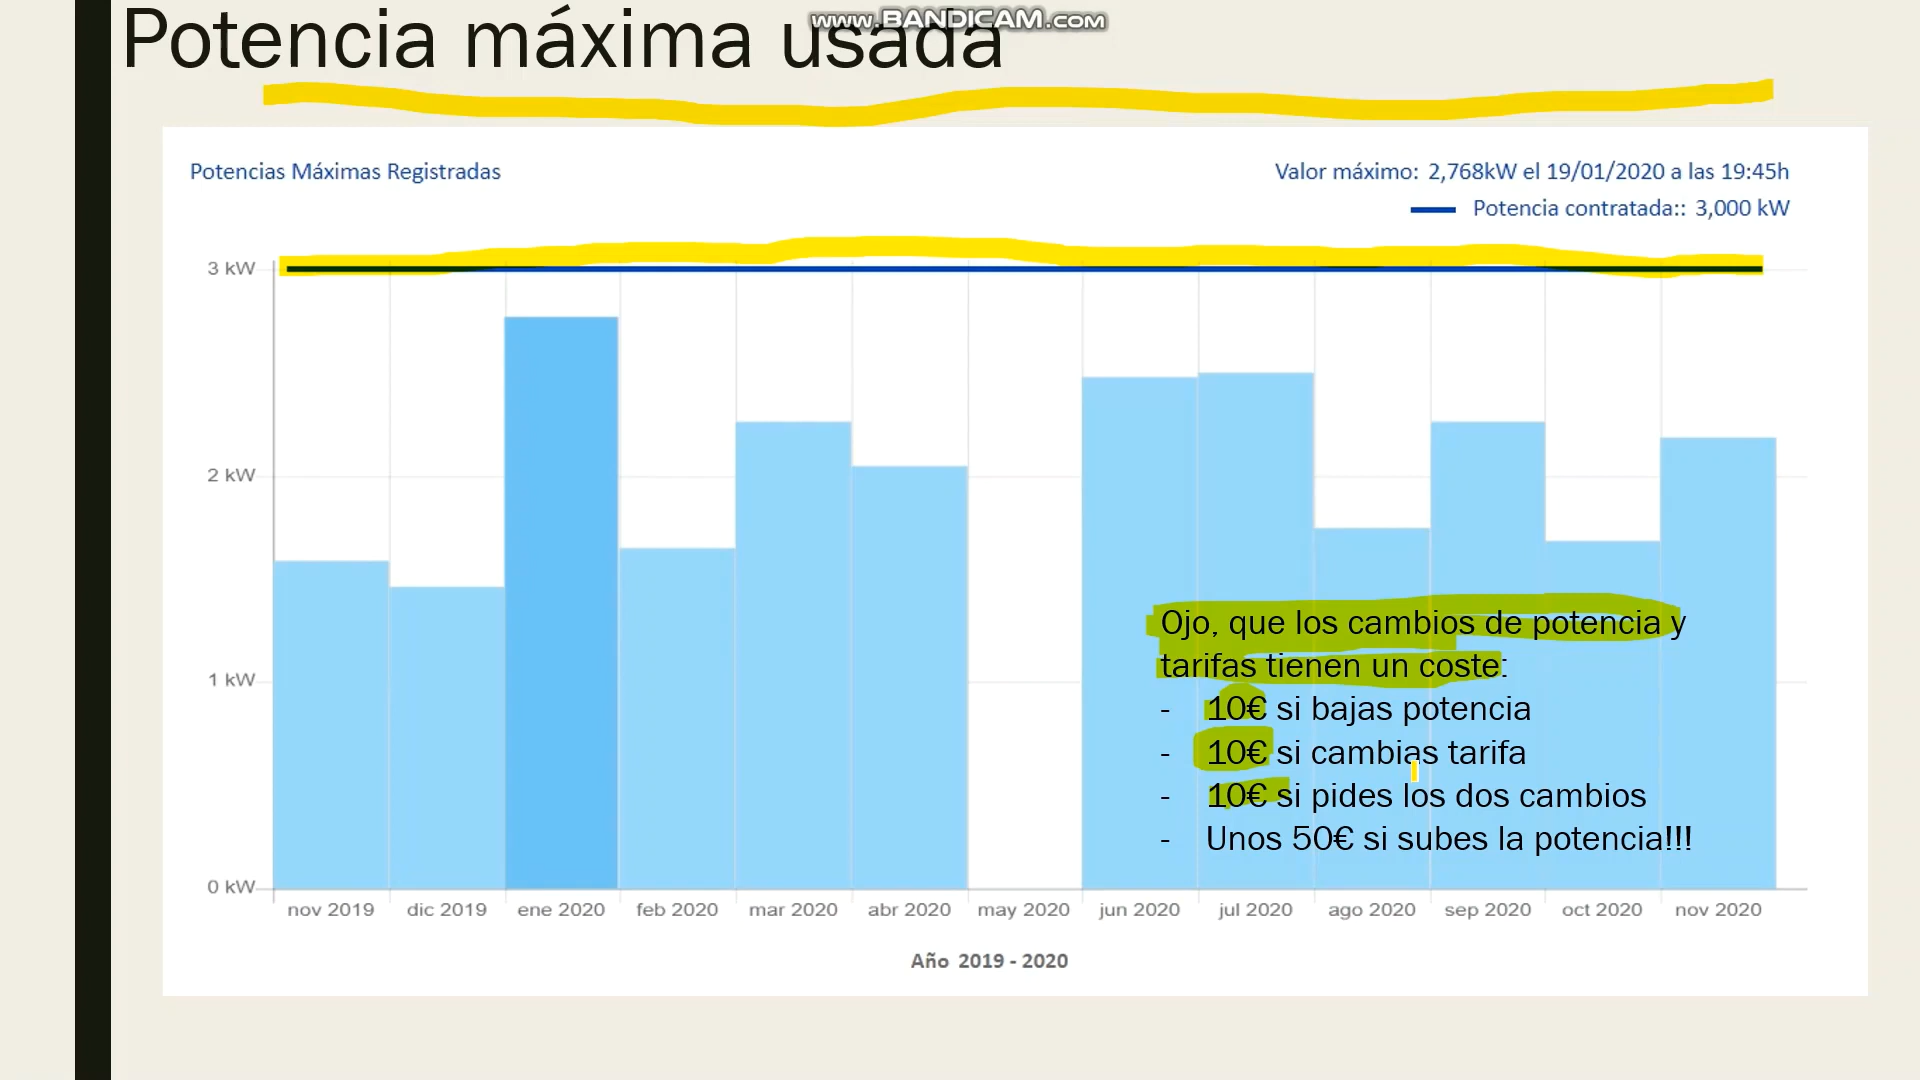 www.BANDICAM.com
Potencia máxima usada
Potencias Máximas Registradas
Valor máximo: 2,768kW el 19/01/2020 a las 19:45h
Potencia contratada:: 3,000 kW
3 kW
2 kW
1 kW
0 kW
Ojo, que los cambios de potencia y
tarifas tienen un coste:
- 10€ si bajas potencia
- 10€ si cambias tarifa
- 10€ si pides los dos cambios
- Unos 50€ si subes la potencia!!!
nov 2019 dic 2019 ene 2020 feb 2020 mar 2020 abr 2020 may 2020 jun 2020 jul 2020 ago 2020 sep 2020 oct 2020 nov 2020
Año 2019 - 2020